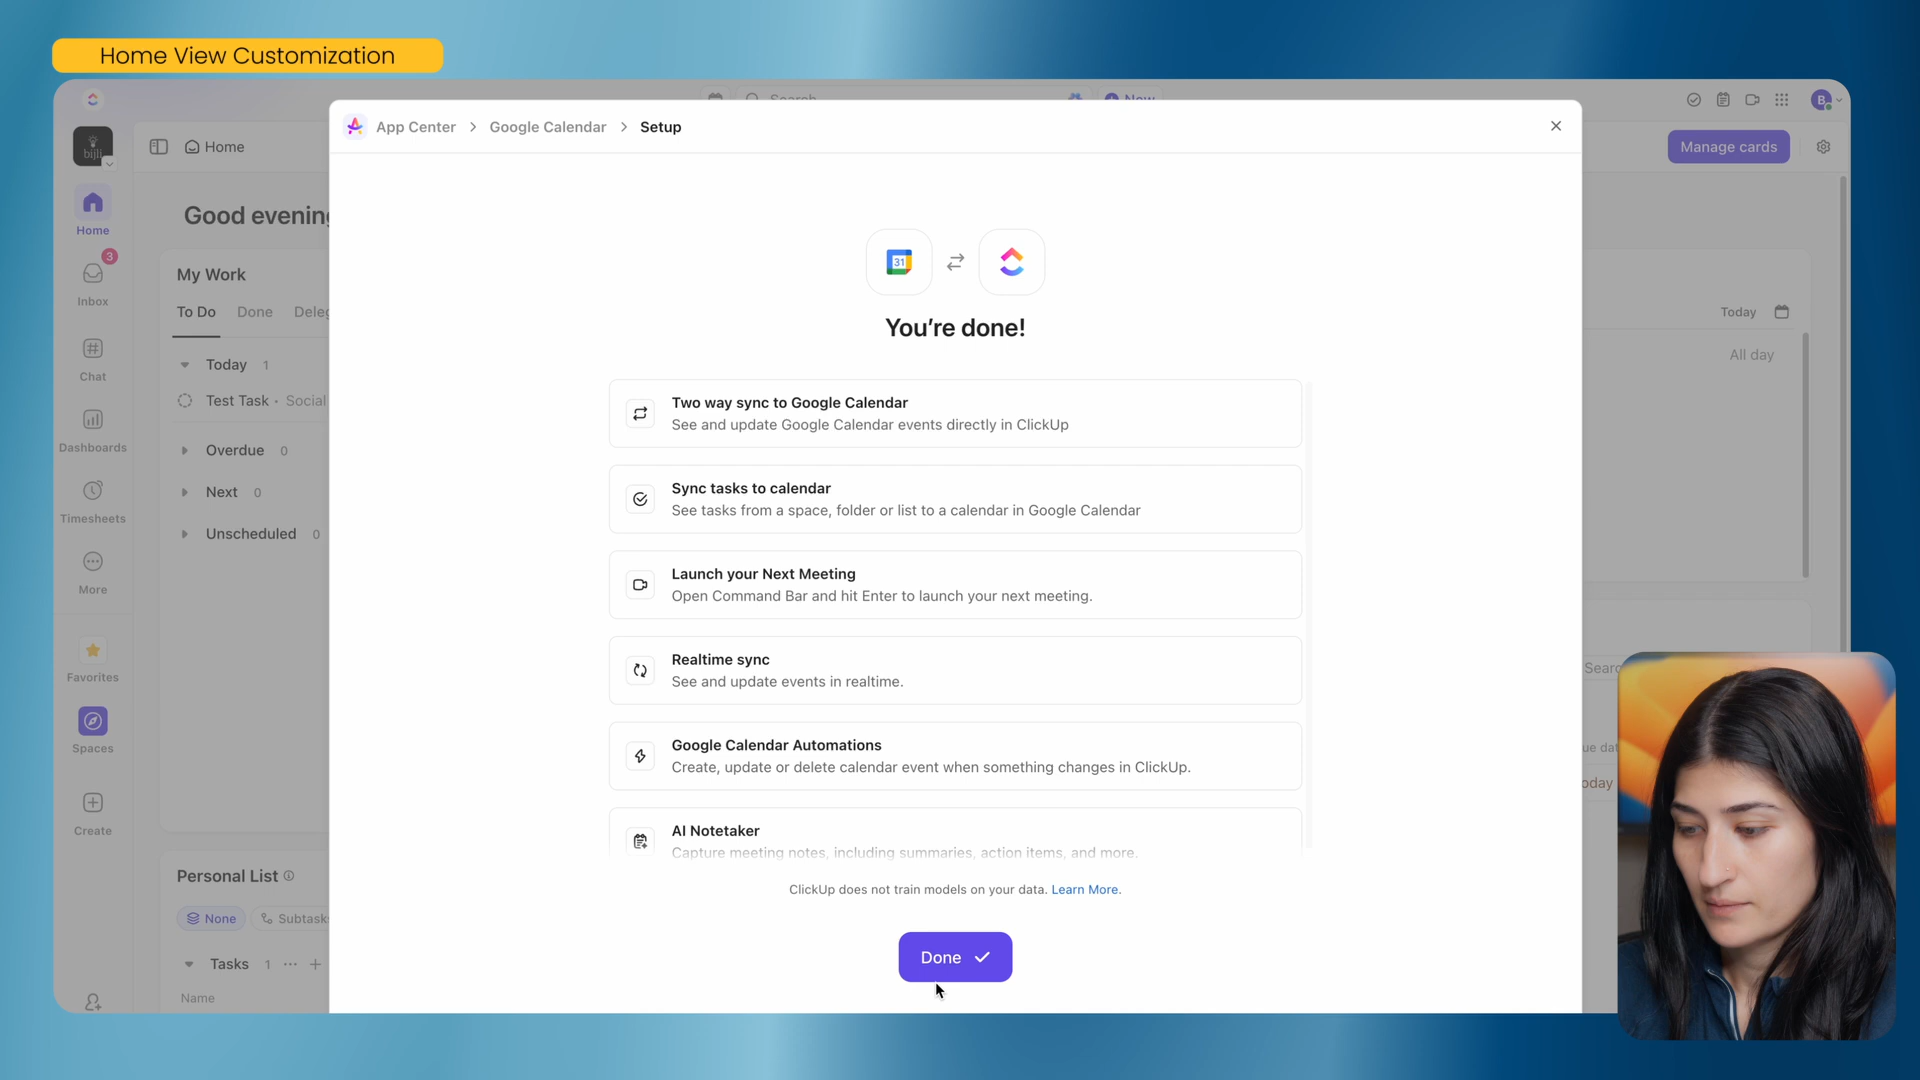 Home View Customization
Search
New
B
bijli
Home
Manage cards
App Center > Google Calendar > Setup
Home
3
Inbox
Chat
Dashboards
Timesheets
More
Favorites
Spaces
Create
Good evening
My Work
To Do Done Deleg
Today 1
Test Task • Social
Overdue 0
Next 0
Unscheduled 0
Personal List
None Subtasks
Tasks 1 ... +
Name
31
You're done!
Two way sync to Google Calendar
See and update Google Calendar events directly in ClickUp
Sync tasks to calendar
See tasks from a space, folder or list to a calendar in Google Calendar
Launch your Next Meeting
Open Command Bar and hit Enter to launch your next meeting.
Realtime sync
See and update events in realtime.
Google Calendar Automations
Create, update or delete calendar event when something changes in ClickUp.
AI Notetaker
Capture meeting notes, including summaries, action items, and more.
ClickUp does not train models on your data. Learn More.
Done
Today
All day
Searc
ue dat
oday